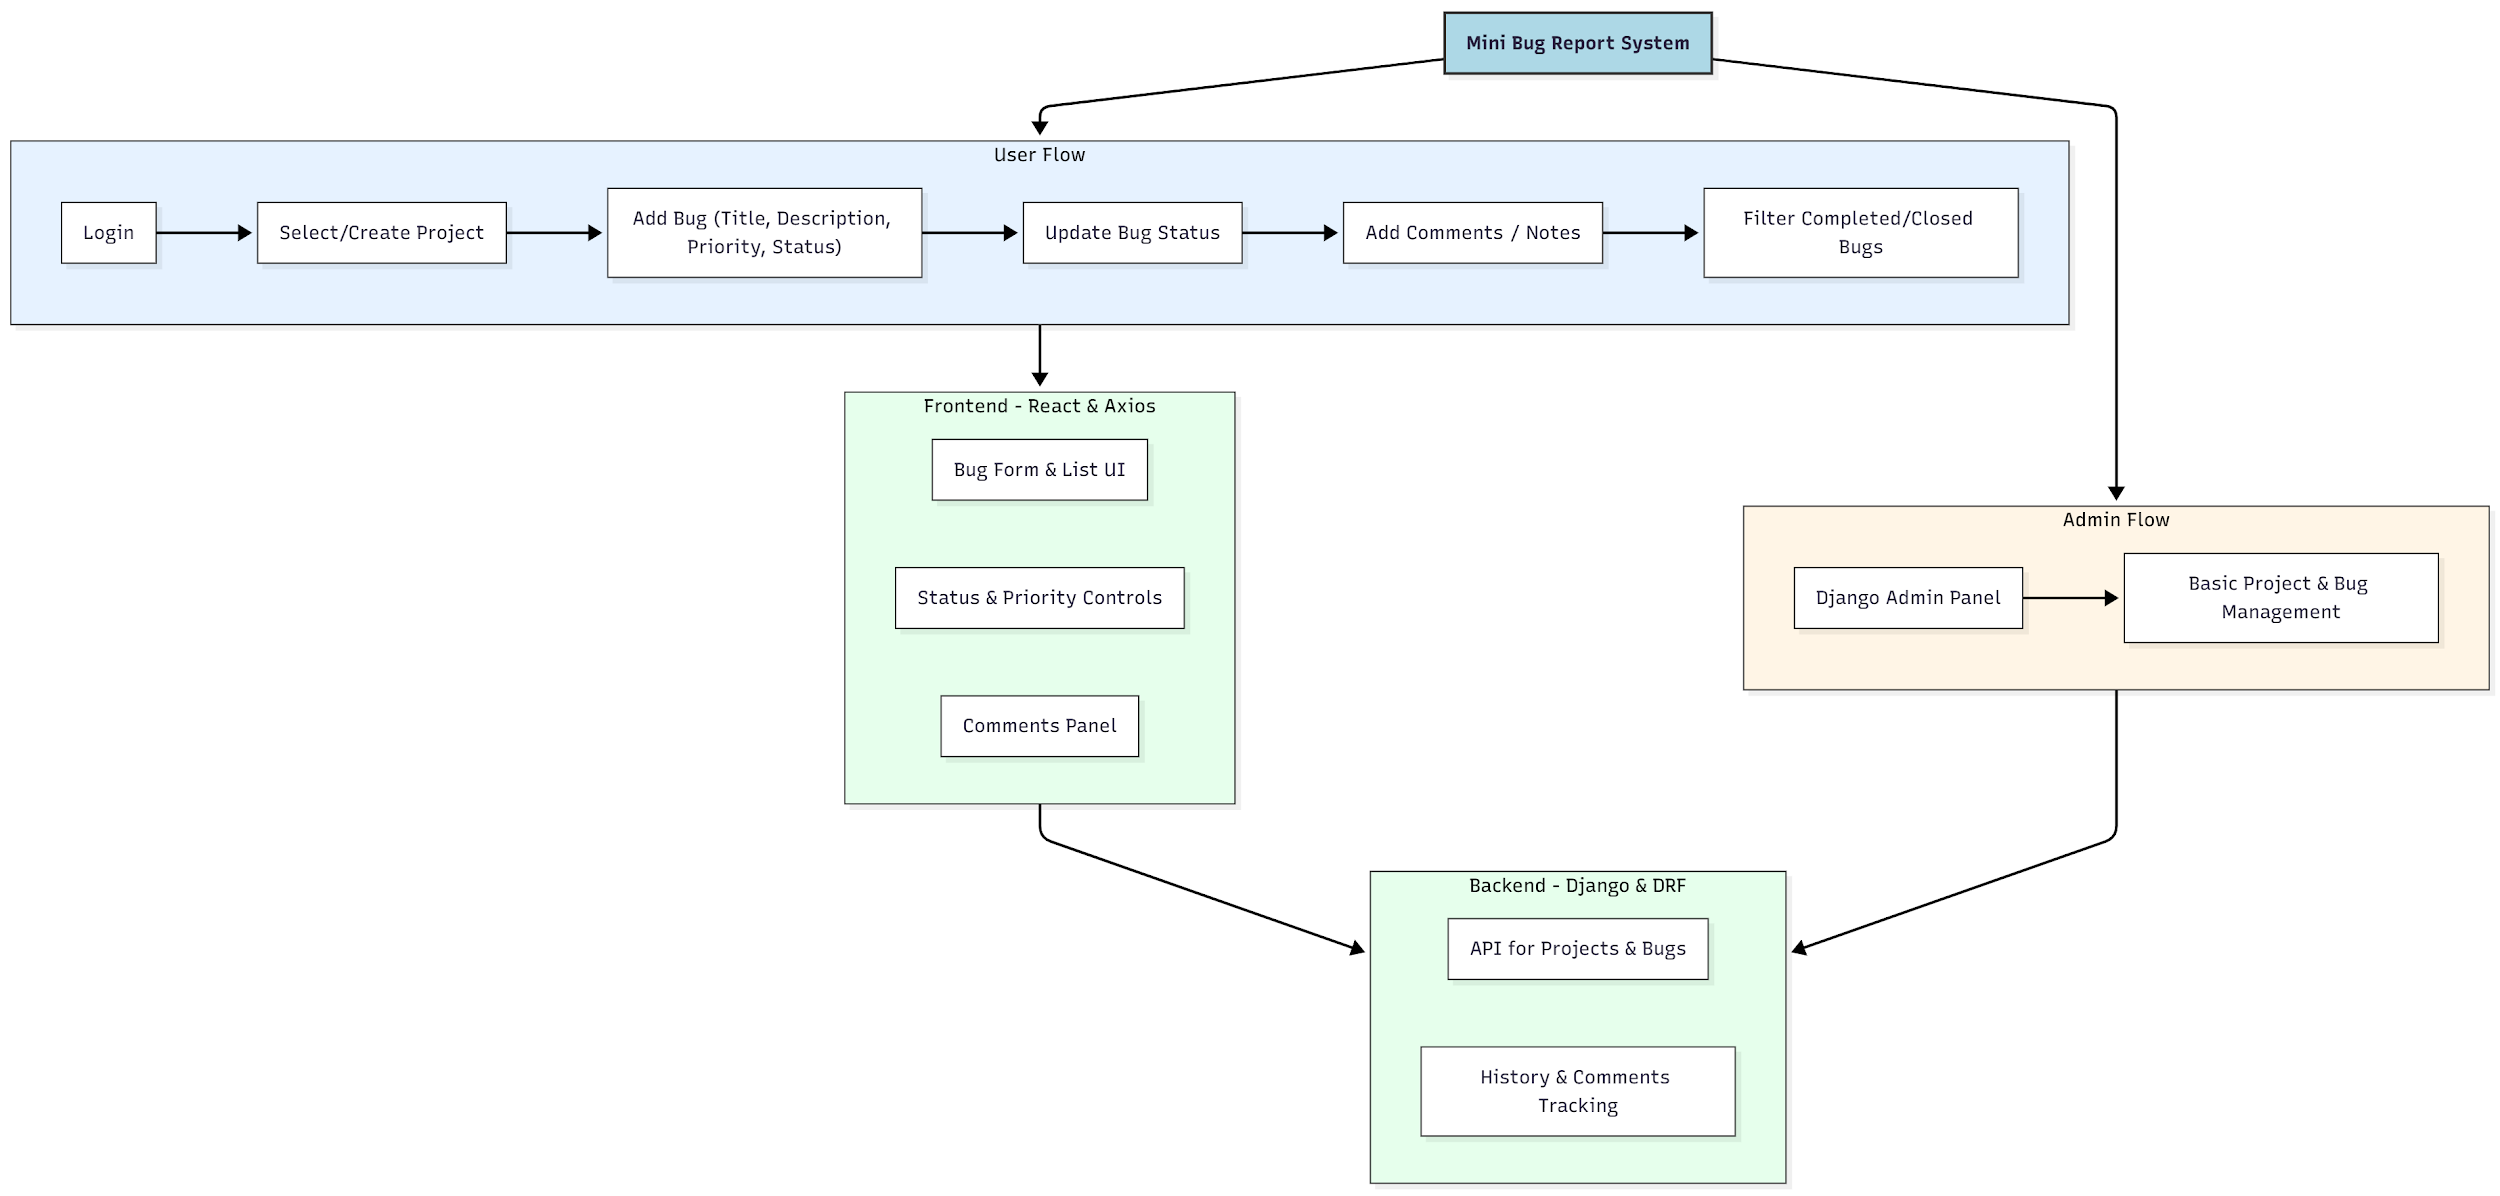 Mini Bug Report System
User Flow
Login
Select/Create Project
Add Bug (Title, Description,
Priority, Status)
Update Bug Status
Add Comments / Notes
Filter Completed/Closed
Bugs
Frontend - React & Axios
Bug Form & List UI
Status & Priority Controls
Comments Panel
Admin Flow
Django Admin Panel
Basic Project & Bug
Management
Backend - Django & DRF
API for Projects & Bugs
History & Comments
Tracking